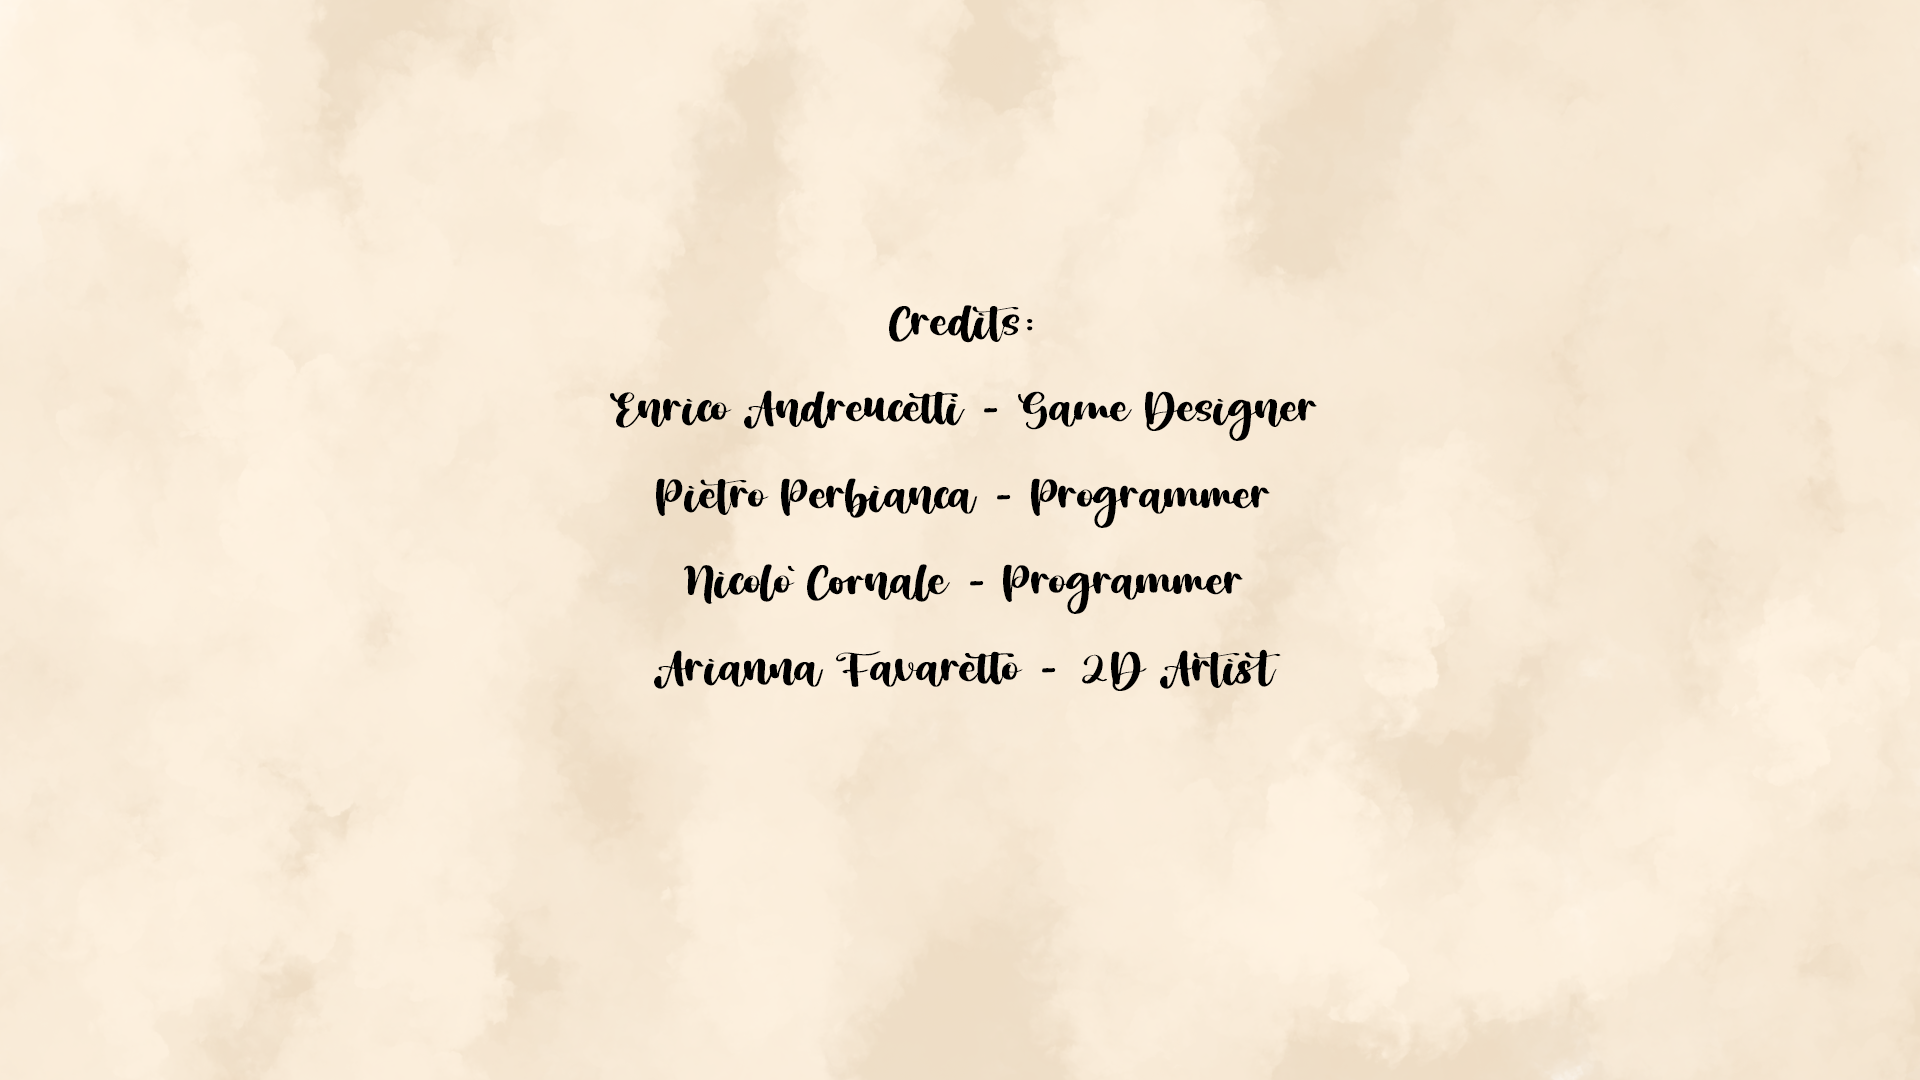 Credits:
Enrico Andreucetti - Game Designer
Pietro Perbianca - Programmer
Nicolò Cornale - Programmer
Arianna Favaretto - 2D Artist